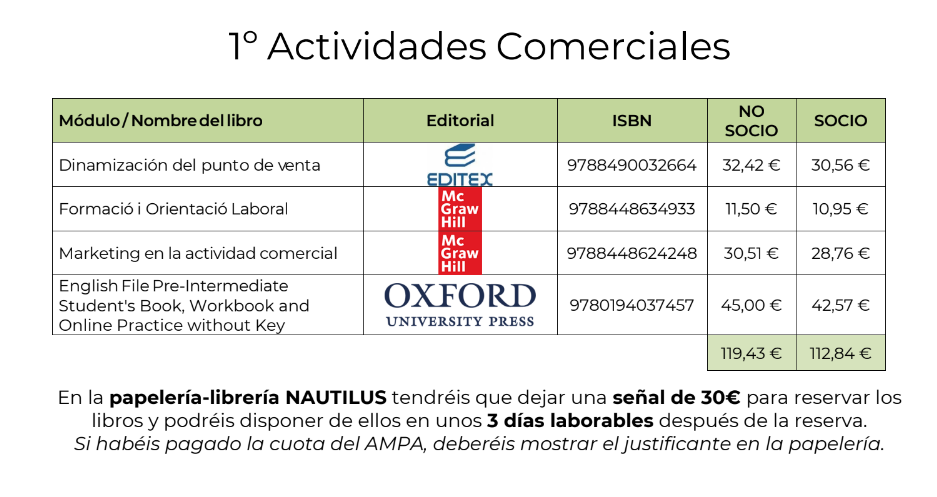 1º Actividades Comerciales
Módulo / Nombre del libro Editorial ISBN NO SOCIO SOCIO
Dinamización del punto de venta EDITEX 9788490032664 32,42 € 30,56 €
Formació i Orientació Laboral Mc Graw Hill 9788448634933 11,50 € 10,95 €
Marketing en la actividad comercial Mc Graw Hill 9788448624248 30,51 € 28,76 €
English File Pre-Intermediate
Student's Book, Workbook and
Online Practice without Key
OXFORD
UNIVERSITY PRESS
9780194037457 45,00 € 42,57 €
119,43 € 112,84 €
En la papelería-librería NAUTILUS tendréis que dejar una señal de 30€ para reservar los
libros y podréis disponer de ellos en unos 3 días laborables después de la reserva.
Si habéis pagado la cuota del AMPA, deberéis mostrar el justificante en la papelería.